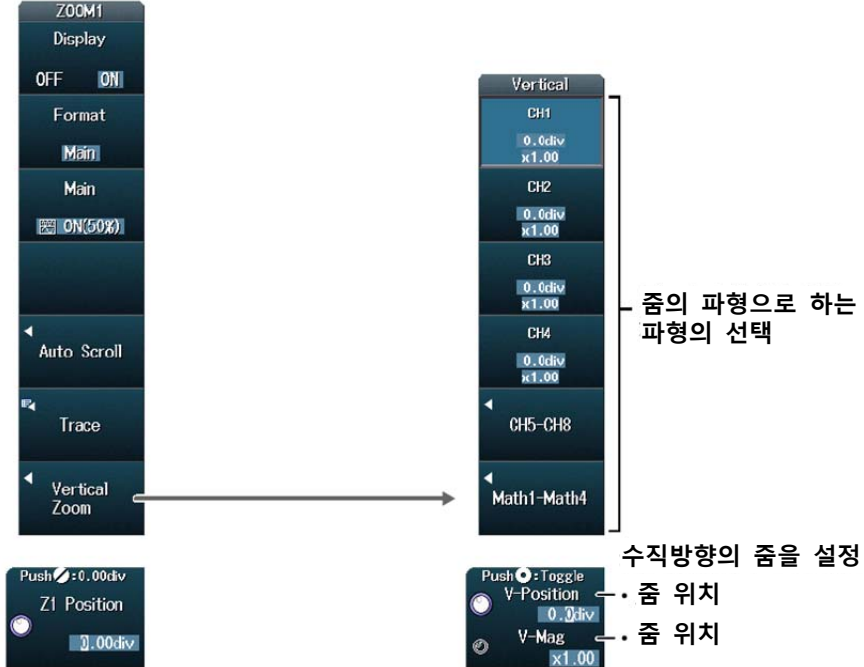 ZOOM1
Display
OFF ON
Format
Main
Main
ON(50%)
Auto Scroll
Trace
Vertical
Zoom
Push :0.00div
Z1 Position
0.00div
Vertical
CH1
0.0div
x1.00
CH2
0.0div
x1.00
CH3
0.0div
x1.00
CH4
0.0div
x1.00
CH5-CH8
Math1-Math4
줌의 파형으로 하는
파형의 선택
수직방향의 줌을 설정
Push :Toggle
V-Position
0.0div
• 줌 위치
V-Mag
x1.00
• 줌 위치